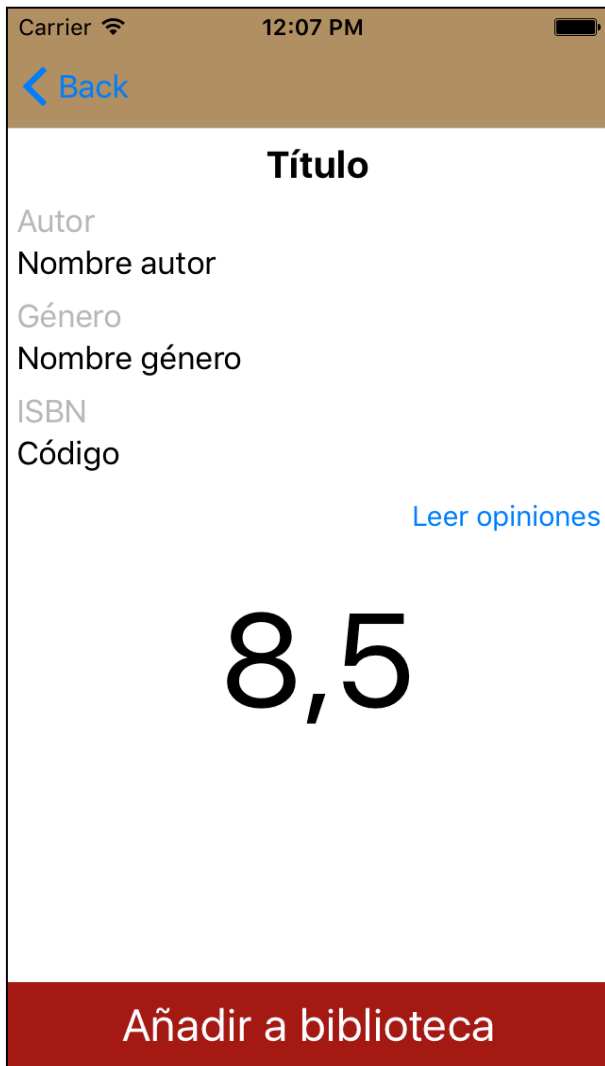 Carrier 12:07 PM
Back
Título
Autor
Nombre autor
Género
Nombre género
ISBN
Código
Leer opiniones
8,5
Añadir a biblioteca